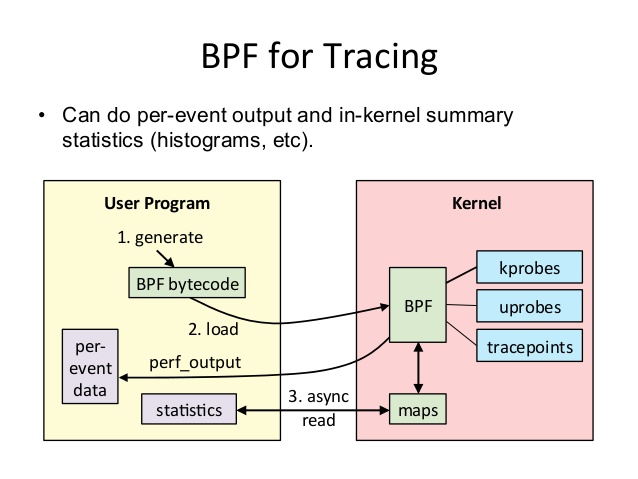 BPF for Tracing
• Can do per-event output and in-kernel summary
statistics (histograms, etc).
User Program
1. generate
BPF bytecode
2. load
per-
event
data
perf_output
statistics
3. async
read
Kernel
BPF
kprobes
uprobes
tracepoints
maps